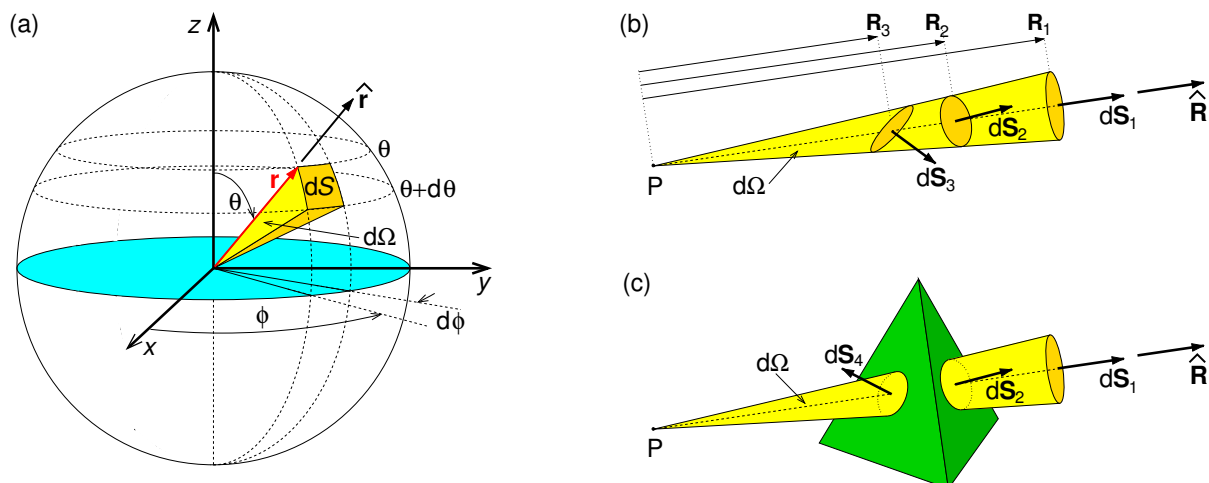 (a)
z
r̂
θ
r
dS
θ+dθ
θ
dΩ
y
ϕ
dϕ
x
(b)
R₃
R₂
R₁
dS₂
dS₁
R̂
P
dΩ
dS₃
(c)
dS₄
dΩ
dS₂
dS₁
R̂
P